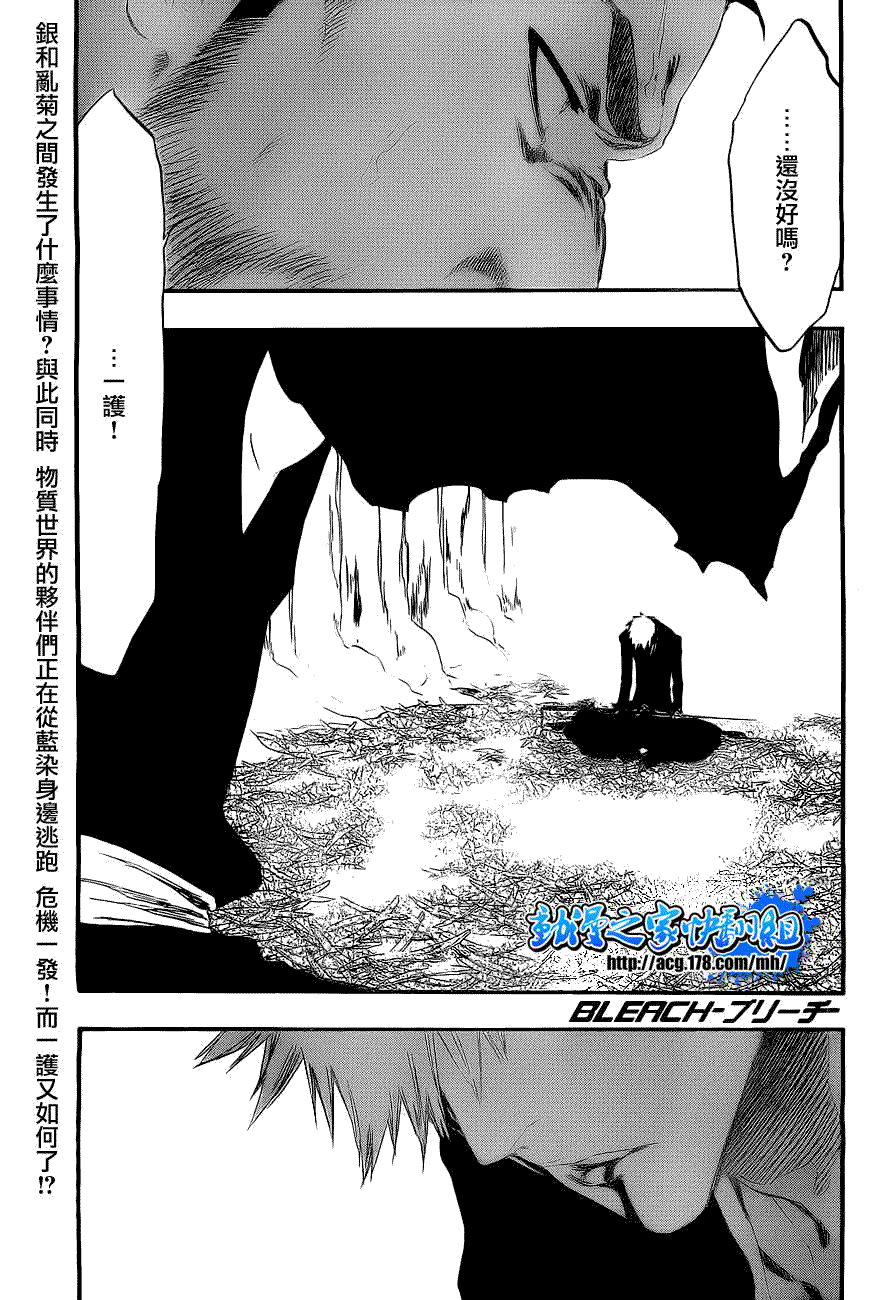 ……還沒好嗎？
…一護！
銀和亂菊之間發生了什麼事情？與此同時 物質世界的夥伴們正在從藍染身邊逃跑 危機一發！而一護又如何了!?
動漫之家快翻組
http://acg.178.com/mh/
BLEACH-ブリーチ-